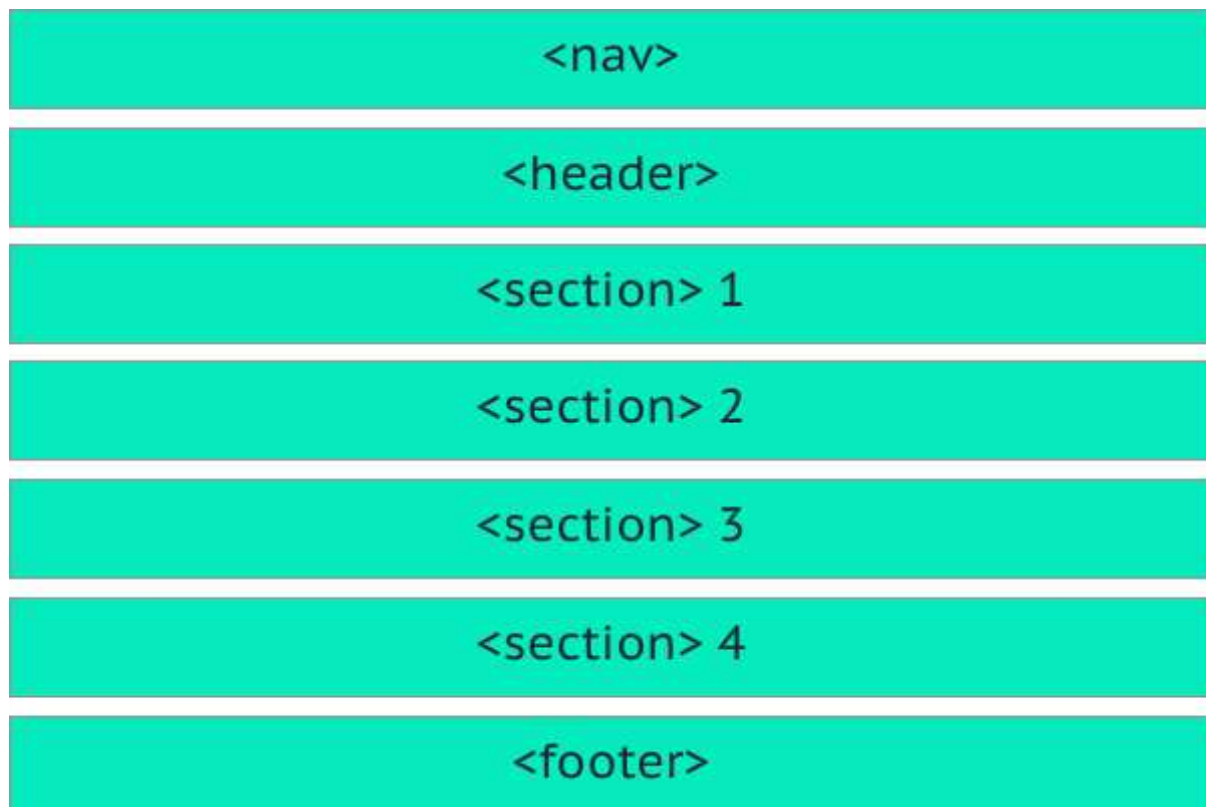 <nav>
<header>
<section> 1
<section> 2
<section> 3
<section> 4
<footer>